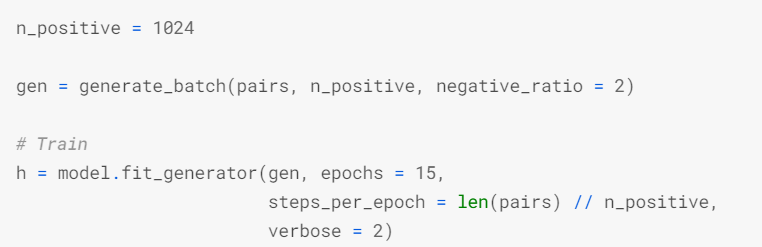 n_positive = 1024
gen = generate_batch(pairs, n_positive, negative_ratio = 2)
# Train
h = model.fit_generator(gen, epochs = 15,
steps_per_epoch = len(pairs) // n_positive,
verbose = 2)